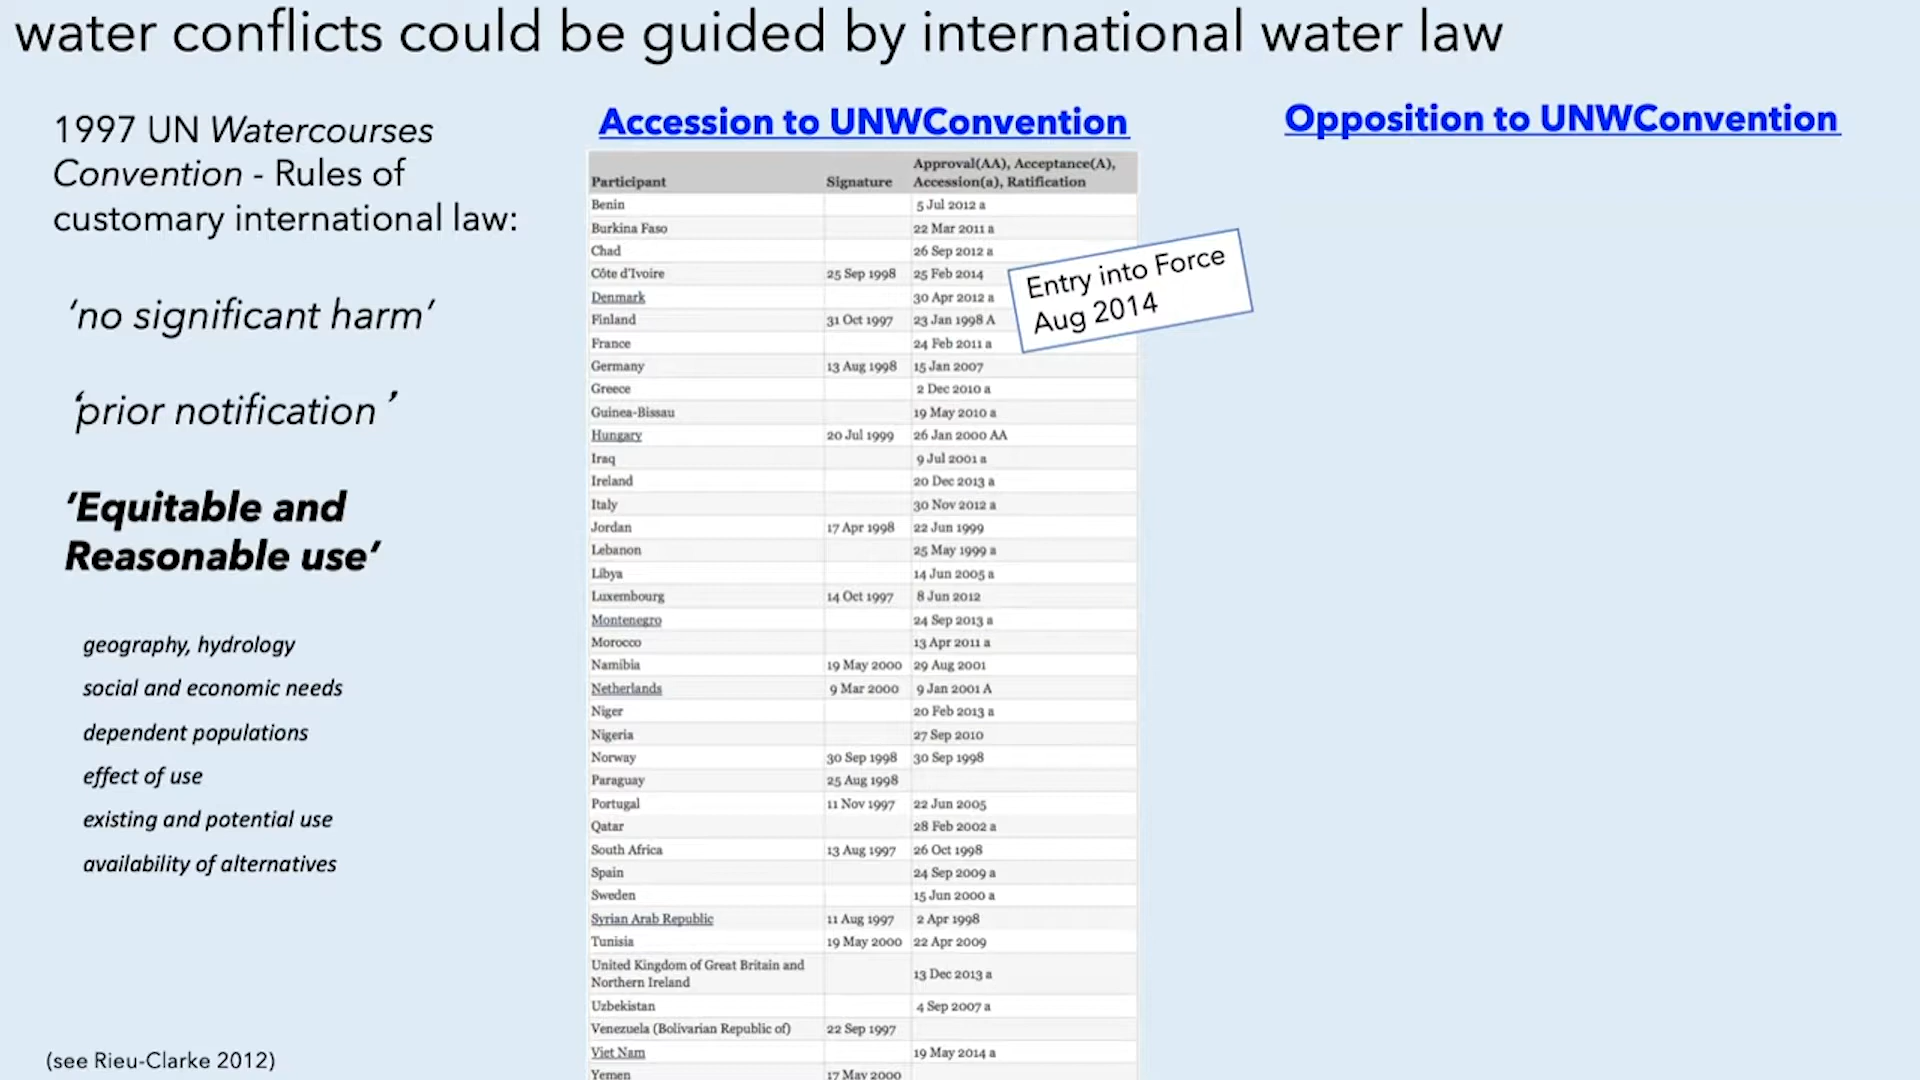 water conflicts could be guided by international water law
1997 UN Watercourses
Convention - Rules of
customary international law:
‘no significant harm’
‘prior notification ’
‘Equitable and
Reasonable use’
geography, hydrology
social and economic needs
dependent populations
effect of use
existing and potential use
availability of alternatives
(see Rieu-Clarke 2012)
Accession to UNWConvention
Participant Signature Approval(AA), Acceptance(A), Accession(a), Ratification
Benin 5 Jul 2012 a
Burkina Faso 22 Mar 2011 a
Chad 26 Sep 2012 a
Côte d'Ivoire 25 Sep 1998 25 Feb 2014
Denmark 30 Apr 2012 a
Finland 31 Oct 1997 23 Jan 1998 A
France 24 Feb 2011 a
Germany 13 Aug 1998 15 Jan 2007
Greece 2 Dec 2010 a
Guinea-Bissau 19 May 2010 a
Hungary 20 Jul 1999 26 Jan 2000 AA
Iraq 9 Jul 2001 a
Ireland 20 Dec 2013 a
Italy 30 Nov 2012 a
Jordan 17 Apr 1998 22 Jun 1999
Lebanon 25 May 1999 a
Libya 14 Jun 2005 a
Luxembourg 14 Oct 1997 8 Jun 2012
Montenegro 24 Sep 2013 a
Morocco 13 Apr 2011 a
Namibia 19 May 2000 29 Aug 2001
Netherlands 9 Mar 2000 9 Jan 2001 A
Niger 20 Feb 2013 a
Nigeria 27 Sep 2010
Norway 30 Sep 1998 30 Sep 1998
Paraguay 25 Aug 1998
Portugal 11 Nov 1997 22 Jun 2005
Qatar 28 Feb 2002 a
South Africa 13 Aug 1997 26 Oct 1998
Spain 24 Sep 2009 a
Sweden 15 Jun 2000 a
Syrian Arab Republic 11 Aug 1997 2 Apr 1998
Tunisia 19 May 2000 22 Apr 2009
United Kingdom of Great Britain and
Northern Ireland 13 Dec 2013 a
Uzbekistan 4 Sep 2007 a
Venezuela (Bolivarian Republic of) 22 Sep 1997
Viet Nam 19 May 2014 a
Yemen 17 May 2000
Entry into Force
Aug 2014
Opposition to UNWConvention